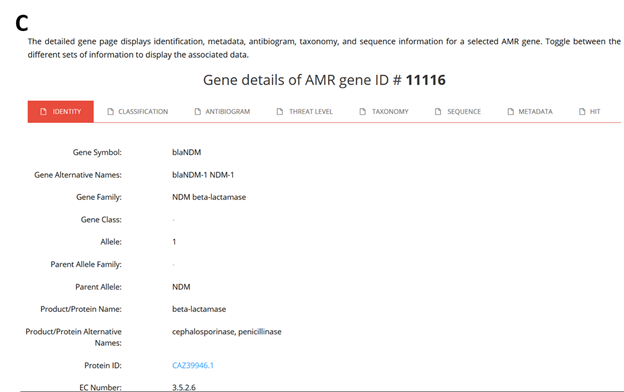 C
The detailed gene page displays identification, metadata, antibiogram, taxonomy, and sequence information for a selected AMR gene. Toggle between the
different sets of information to display the associated data.
Gene details of AMR gene ID # 11116
IDENTITY CLASSIFICATION ANTIBIOGRAM THREAT LEVEL TAXONOMY SEQUENCE METADATA HIT
Gene Symbol: blaNDM
Gene Alternative Names: blaNDM-1 NDM-1
Gene Family: NDM beta-lactamase
Gene Class: -
Allele: 1
Parent Allele Family: -
Parent Allele: NDM
Product/Protein Name: beta-lactamase
Product/Protein Alternative cephalosporinase, penicillinase
Names:
Protein ID: CAZ39946.1
EC Number: 3.5.2.6